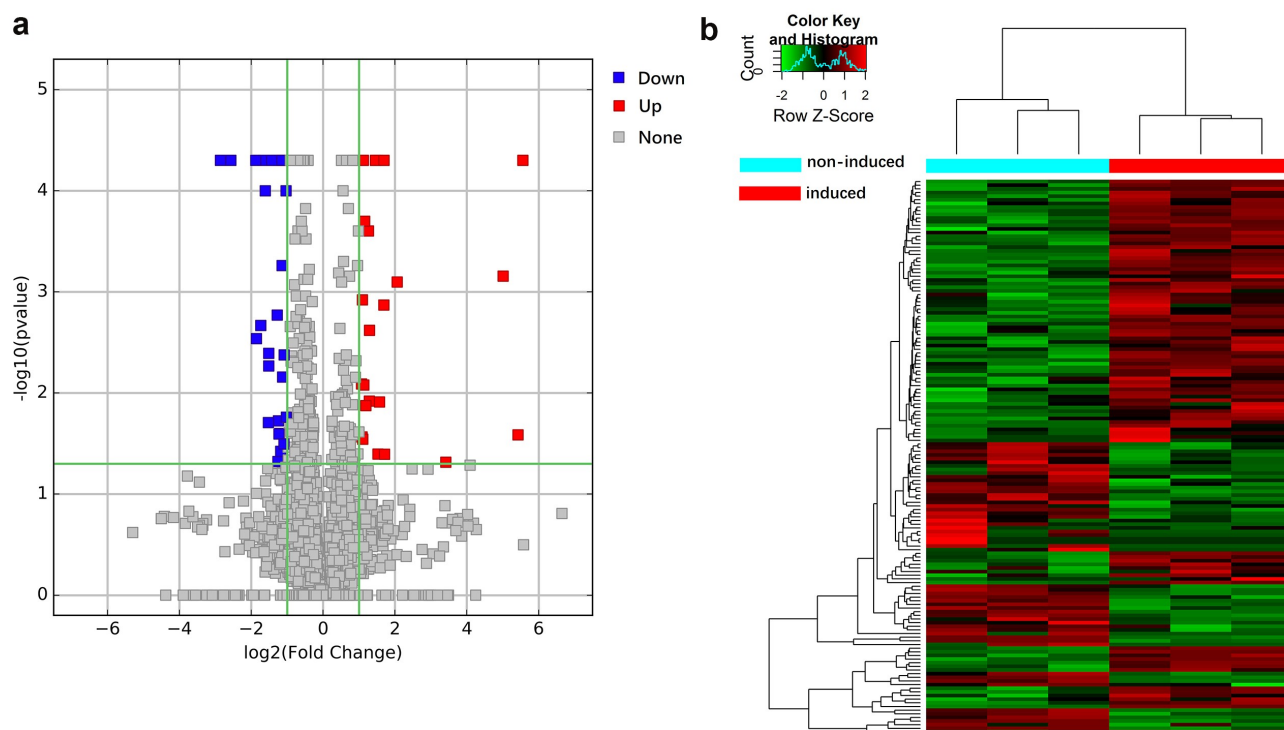 a
5
4
3
2
1
0
-log10(pvalue)
−6 −4 −2 0 2 4 6
log2(Fold Change)
Down
Up
None
b
Color Key
and Histogram
Count
0
-2 0 1 2
Row Z-Score
non-induced
induced